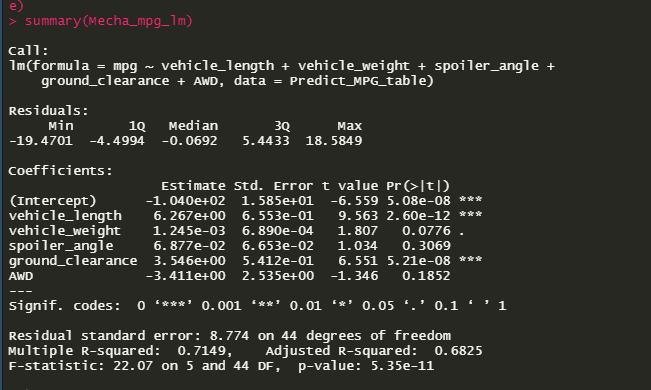 e)
> summary(Mecha_mpg_lm)
Call:
lm(formula = mpg ~ vehicle_length + vehicle_weight + spoiler_angle +
    ground_clearance + AWD, data = Predict_MPG_table)
Residuals:
     Min       1Q   Median       3Q      Max
-19.4701  -4.4994  -0.0692   5.4433  18.5849
Coefficients:
                   Estimate Std. Error t value Pr(>|t|)
(Intercept)      -1.040e+02  1.585e+01  -6.559 5.08e-08 ***
vehicle_length    6.267e+00  6.553e-01   9.563 2.60e-12 ***
vehicle_weight    1.245e-03  6.890e-04   1.807   0.0776 .
spoiler_angle     6.877e-02  6.653e-02   1.034   0.3069
ground_clearance  3.546e+00  5.412e-01   6.551 5.21e-08 ***
AWD              -3.411e+00  2.535e+00  -1.346   0.1852
---
Signif. codes:  0 ‘***’ 0.001 ‘**’ 0.01 ‘*’ 0.05 ‘.’ 0.1 ‘ ’ 1
Residual standard error: 8.774 on 44 degrees of freedom
Multiple R-squared:  0.7149,    Adjusted R-squared:  0.6825
F-statistic: 22.07 on 5 and 44 DF,  p-value: 5.35e-11